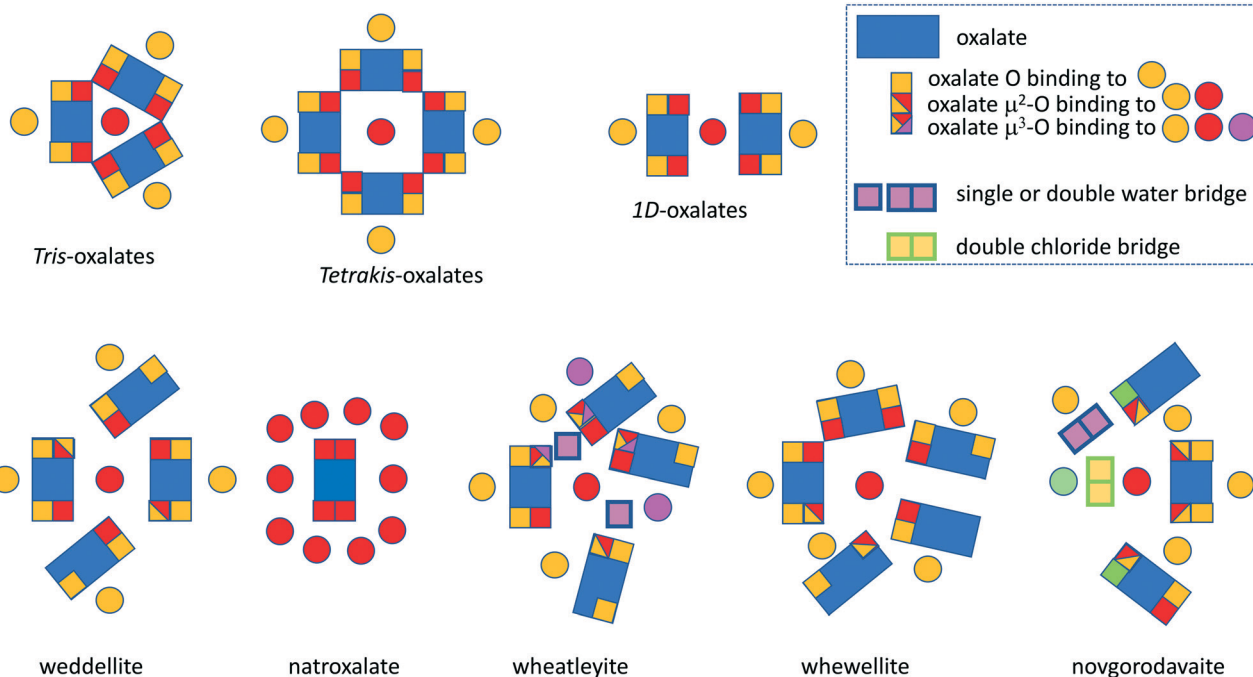 oxalate
oxalate O binding to
oxalate μ²-O binding to
oxalate μ³-O binding to
single or double water bridge
double chloride bridge
Tris-oxalates
Tetrakis-oxalates
1D-oxalates
weddellite
natroxalate
wheatleyite
whewellite
novgorodavaite